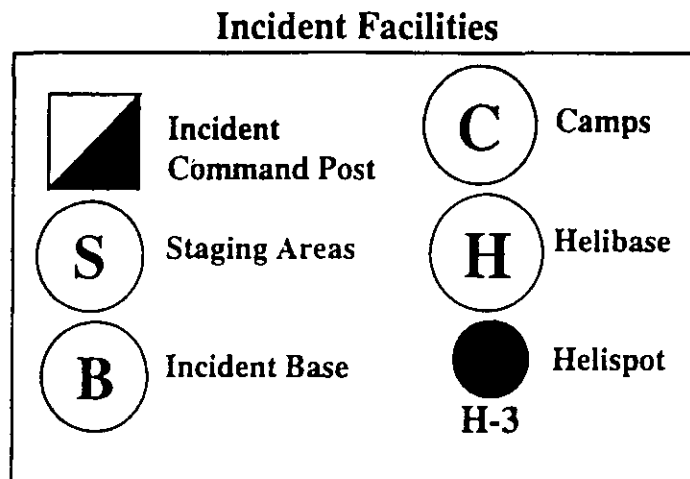 Incident Facilities
Incident
Command Post
S
Staging Areas
B
Incident Base
C
Camps
H
Helibase
Helispot
H-3